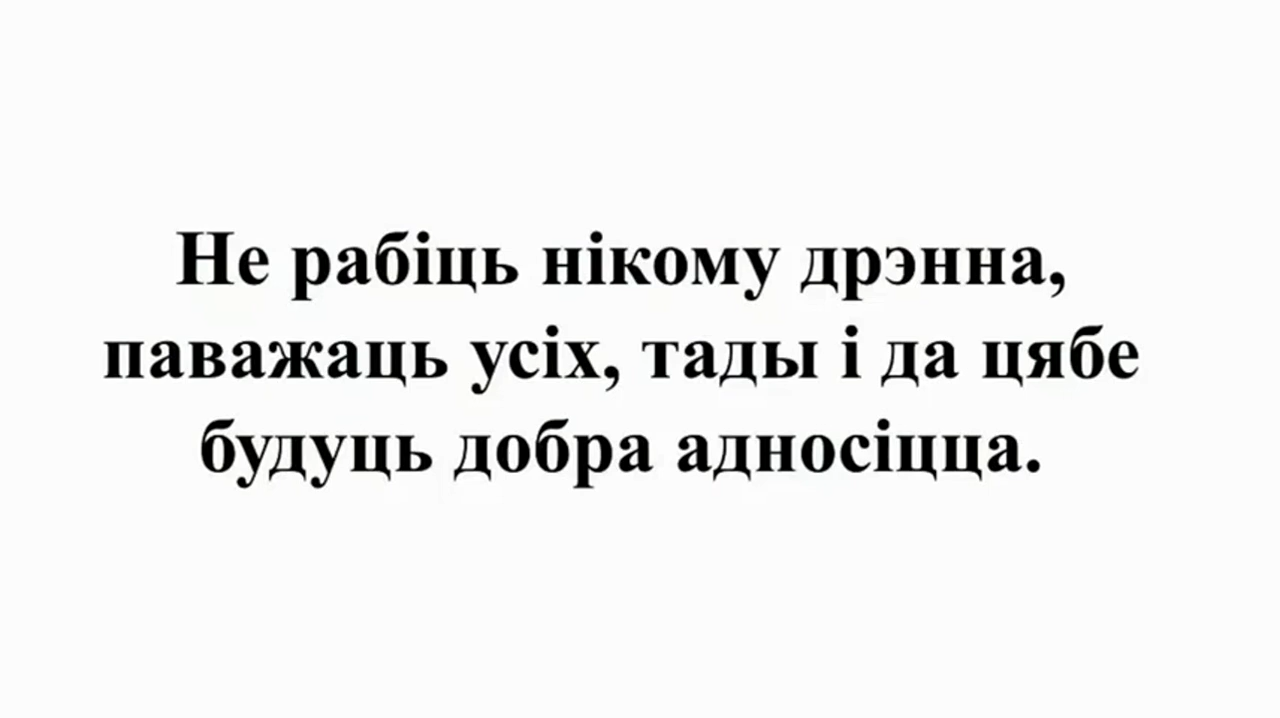 Не рабіць нікому дрэнна,
паважаць усіх, тады і да цябе
будуць добра адносіцца.